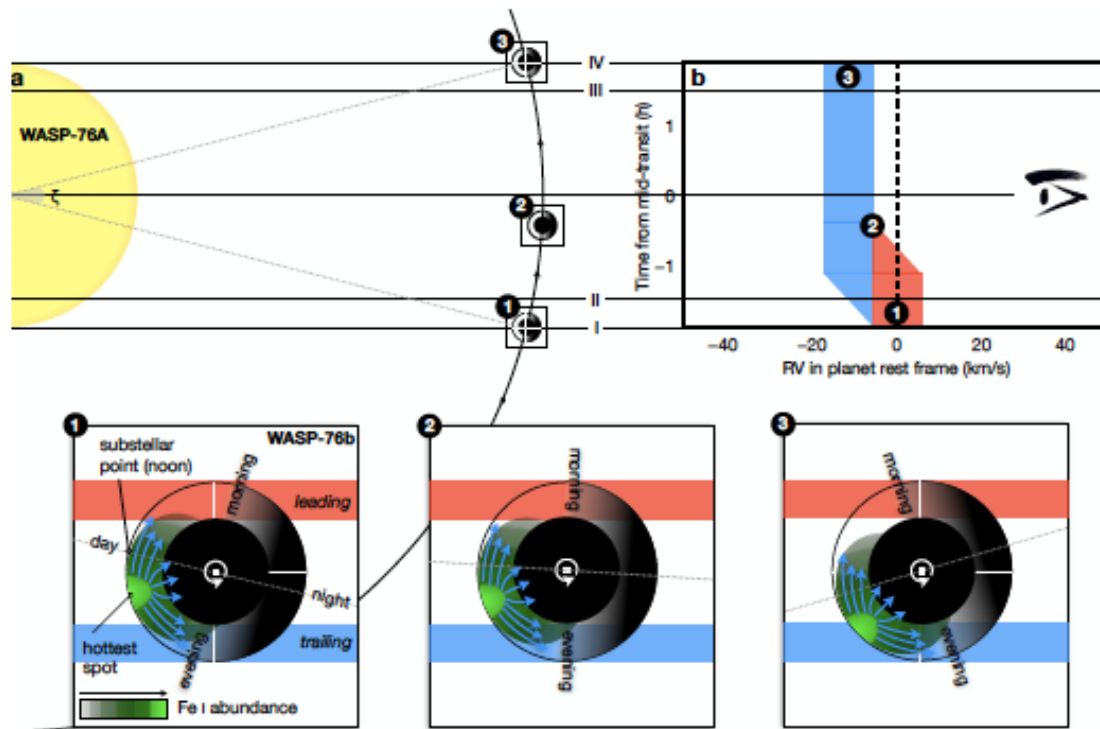 a
WASP-76A
ζ
3
2
1
IV
III
II
I
b
3
2
1
Time from mid-transit (h)
1
0
−1
−40
−20
0
20
40
RV in planet rest frame (km/s)
1
WASP-76b
substellar
point (noon)
morning
leading
day
night
evening
trailing
hottest
spot
Fe I abundance
2
morning
evening
3
morning
evening